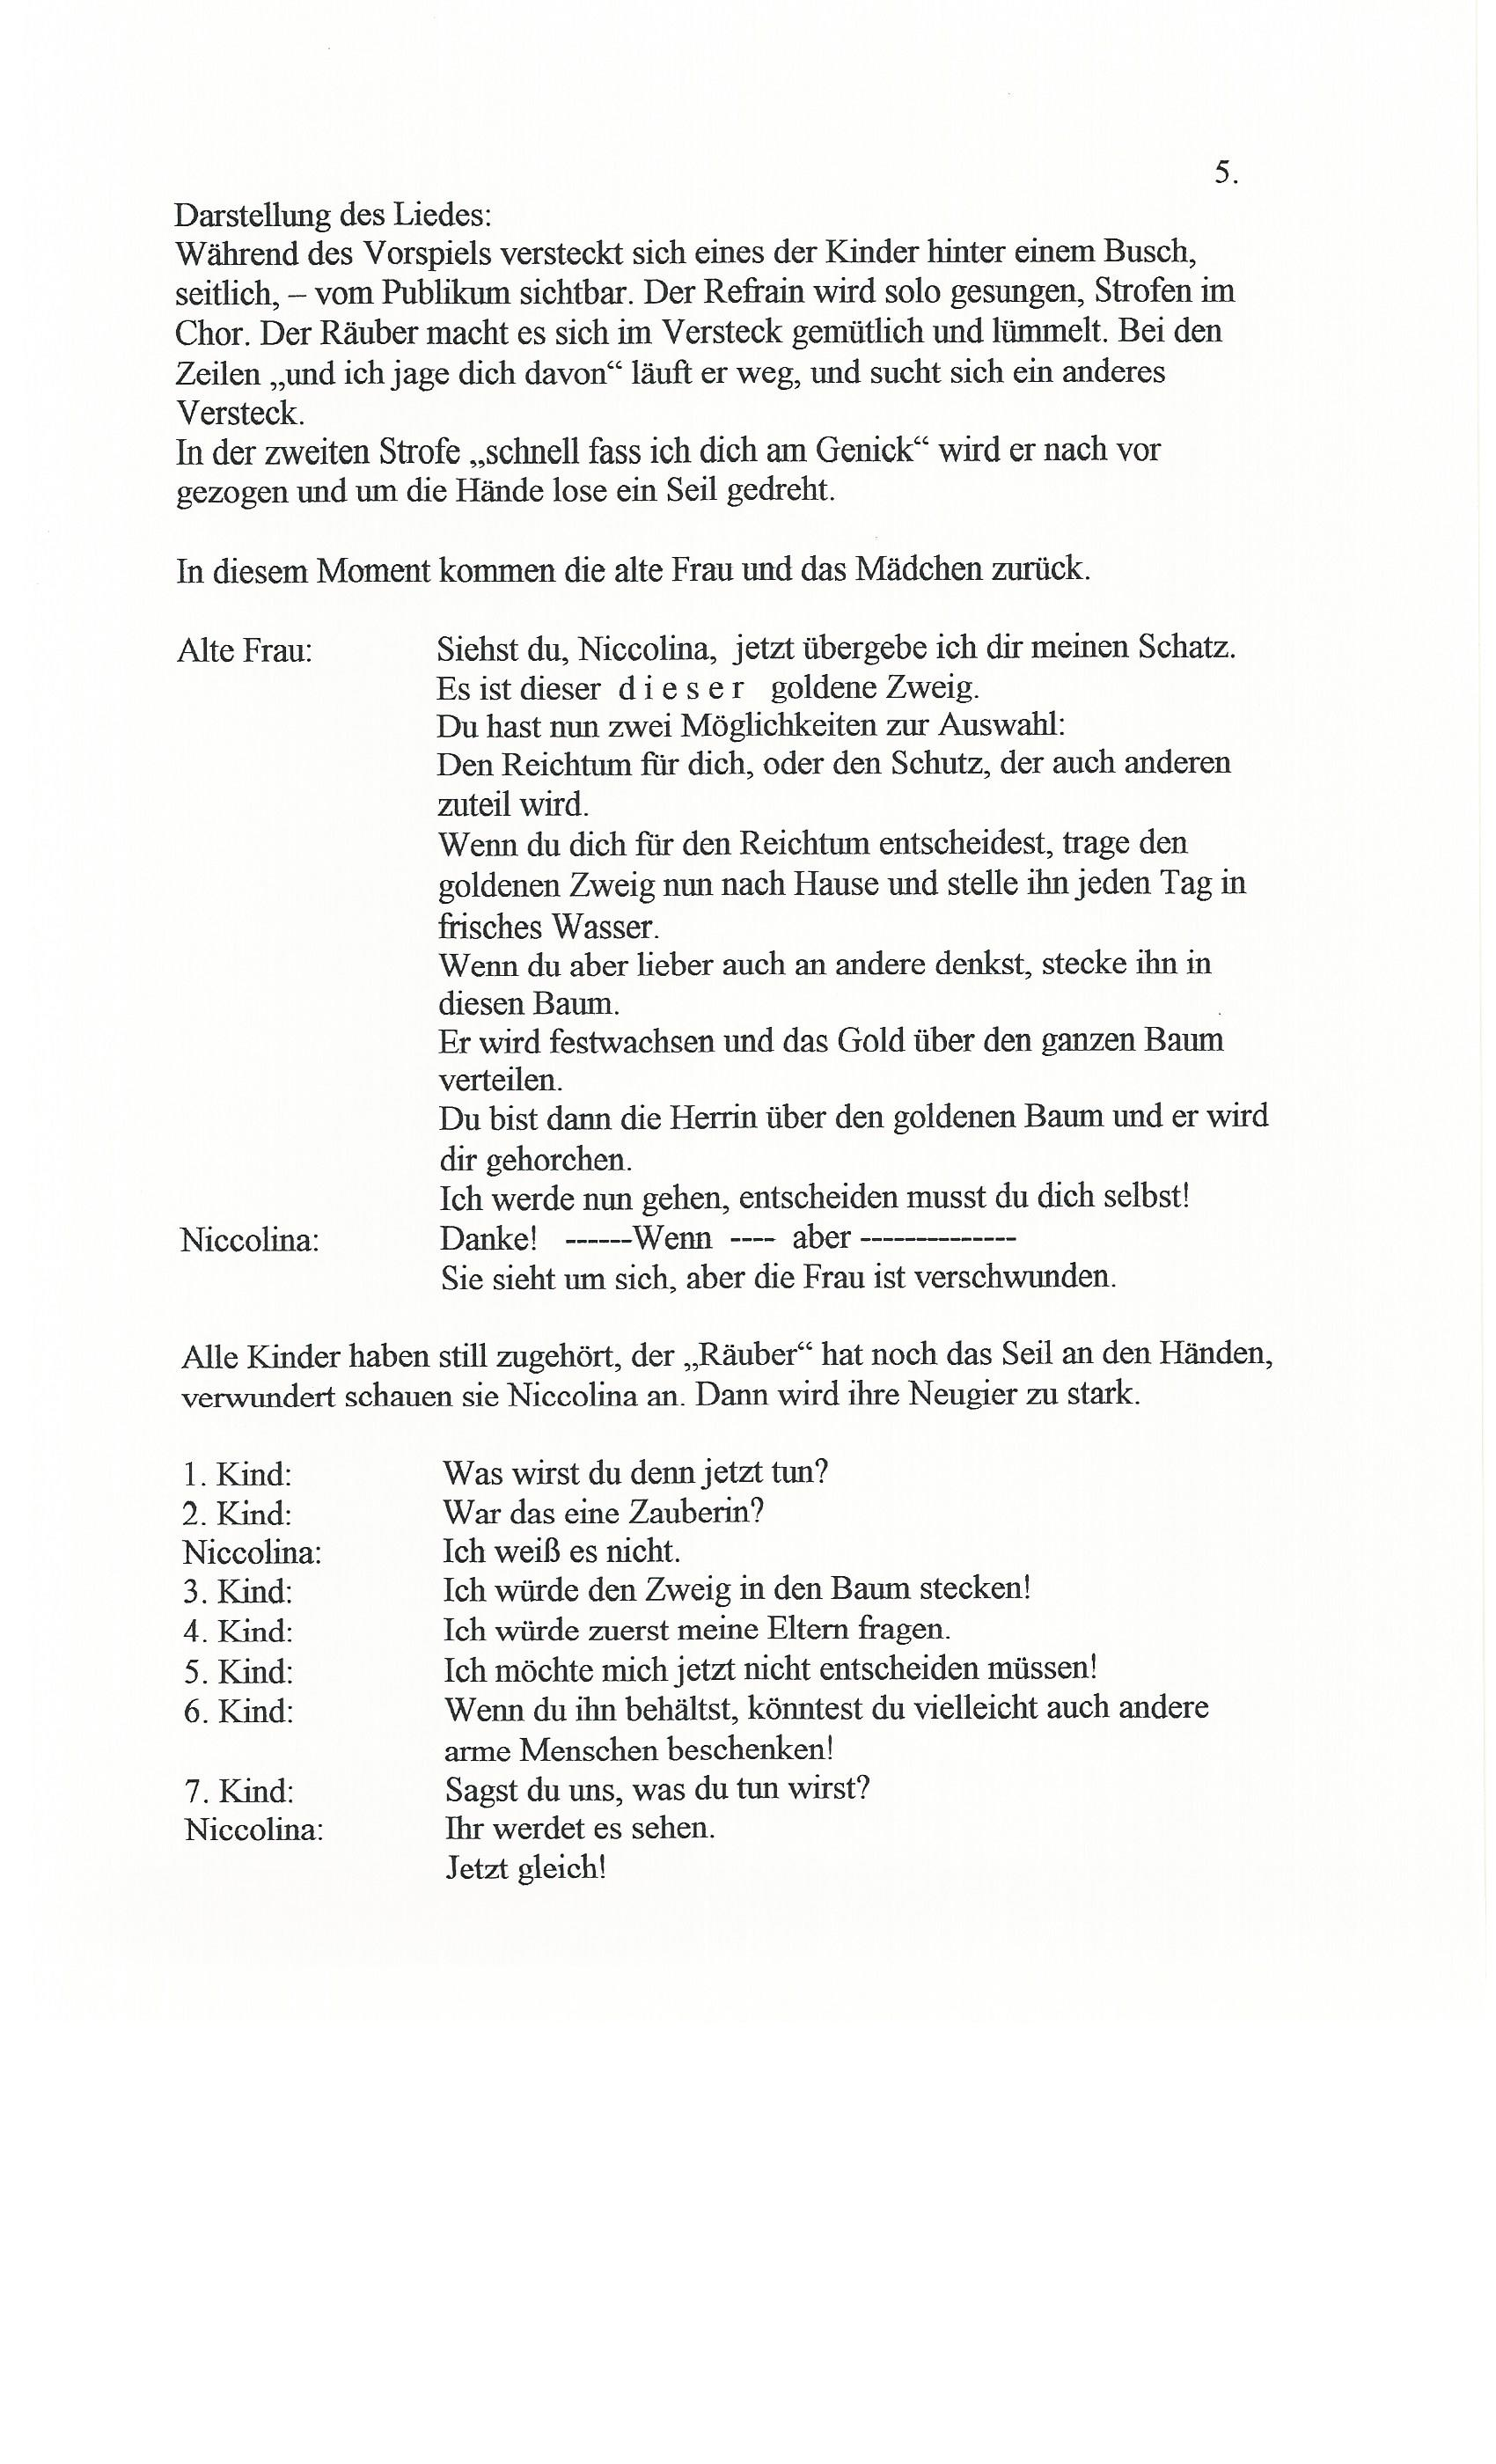 5.
Darstellung des Liedes:
Während des Vorspiels versteckt sich eines der Kinder hinter einem Busch,
seitlich, – vom Publikum sichtbar. Der Refrain wird solo gesungen, Strofen im
Chor. Der Räuber macht es sich im Versteck gemütlich und lümmelt. Bei den
Zeilen „und ich jage dich davon“ läuft er weg, und sucht sich ein anderes
Versteck.
In der zweiten Strofe „schnell fass ich dich am Genick“ wird er nach vor
gezogen und um die Hände lose ein Seil gedreht.
In diesem Moment kommen die alte Frau und das Mädchen zurück.
Alte Frau: Siehst du, Niccolina, jetzt übergebe ich dir meinen Schatz.
Es ist dieser d i e s e r goldene Zweig.
Du hast nun zwei Möglichkeiten zur Auswahl:
Den Reichtum für dich, oder den Schutz, der auch anderen
zuteil wird.
Wenn du dich für den Reichtum entscheidest, trage den
goldenen Zweig nun nach Hause und stelle ihn jeden Tag in
frisches Wasser.
Wenn du aber lieber auch an andere denkst, stecke ihn in
diesen Baum.
Er wird festwachsen und das Gold über den ganzen Baum
verteilen.
Du bist dann die Herrin über den goldenen Baum und er wird
dir gehorchen.
Ich werde nun gehen, entscheiden musst du dich selbst!
Niccolina: Danke! ------Wenn ---- aber --------------
Sie sieht um sich, aber die Frau ist verschwunden.
Alle Kinder haben still zugehört, der „Räuber“ hat noch das Seil an den Händen,
verwundert schauen sie Niccolina an. Dann wird ihre Neugier zu stark.
1. Kind: Was wirst du denn jetzt tun?
2. Kind: War das eine Zauberin?
Niccolina: Ich weiß es nicht.
3. Kind: Ich würde den Zweig in den Baum stecken!
4. Kind: Ich würde zuerst meine Eltern fragen.
5. Kind: Ich möchte mich jetzt nicht entscheiden müssen!
6. Kind: Wenn du ihn behältst, könntest du vielleicht auch andere
arme Menschen beschenken!
7. Kind: Sagst du uns, was du tun wirst?
Niccolina: Ihr werdet es sehen.
Jetzt gleich!